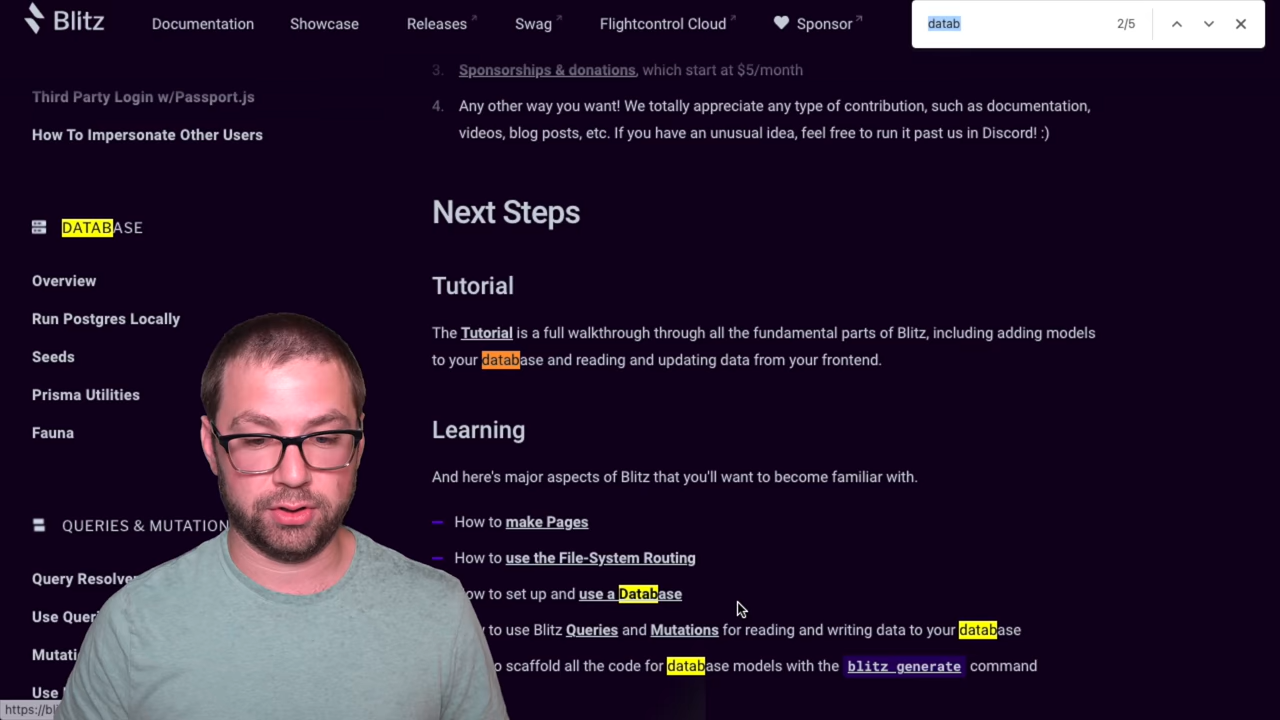 Blitz
Documentation
Showcase
Releases
Swag
Flightcontrol Cloud
Sponsor
datab
2/5
Third Party Login w/Passport.js
How To Impersonate Other Users
DATABASE
Overview
Run Postgres Locally
Seeds
Prisma Utilities
Fauna
QUERIES & MUTATION
Query
Use
Use
https://bli
3. Sponsorships & donations, which start at $5/month
4. Any other way you want! We totally appreciate any type of contribution, such as documentation,
videos, blog posts, etc. If you have an unusual idea, feel free to run it past us in Discord! :)
Next Steps
Tutorial
The Tutorial is a full walkthrough through all the fundamental parts of Blitz, including adding models
to your database and reading and updating data from your frontend.
Learning
And here's major aspects of Blitz that you'll want to become familiar with.
How to make Pages
How to use the File-System Routing
ow to set up and use a Database
to use Blitz Queries and Mutations for reading and writing data to your database
o scaffold all the code for database models with the blitz generate command